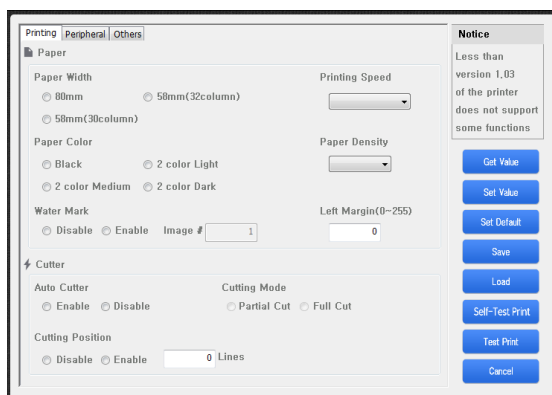 Printing Peripheral Others
Paper
Paper Width
80mm 58mm(32column)
58mm(30column)
Printing Speed
Paper Color
Black 2 color Light
2 color Medium 2 color Dark
Paper Density
Water Mark
Disable Enable Image # 1
Left Margin(0~255)
0
Cutter
Auto Cutter
Enable Disable
Cutting Mode
Partial Cut Full Cut
Cutting Position
Disable Enable 0 Lines
Notice
Less than
version 1.03
of the printer
does not support
some functions
Get Value
Set Value
Set Default
Save
Load
Self-Test Print
Test Print
Cancel